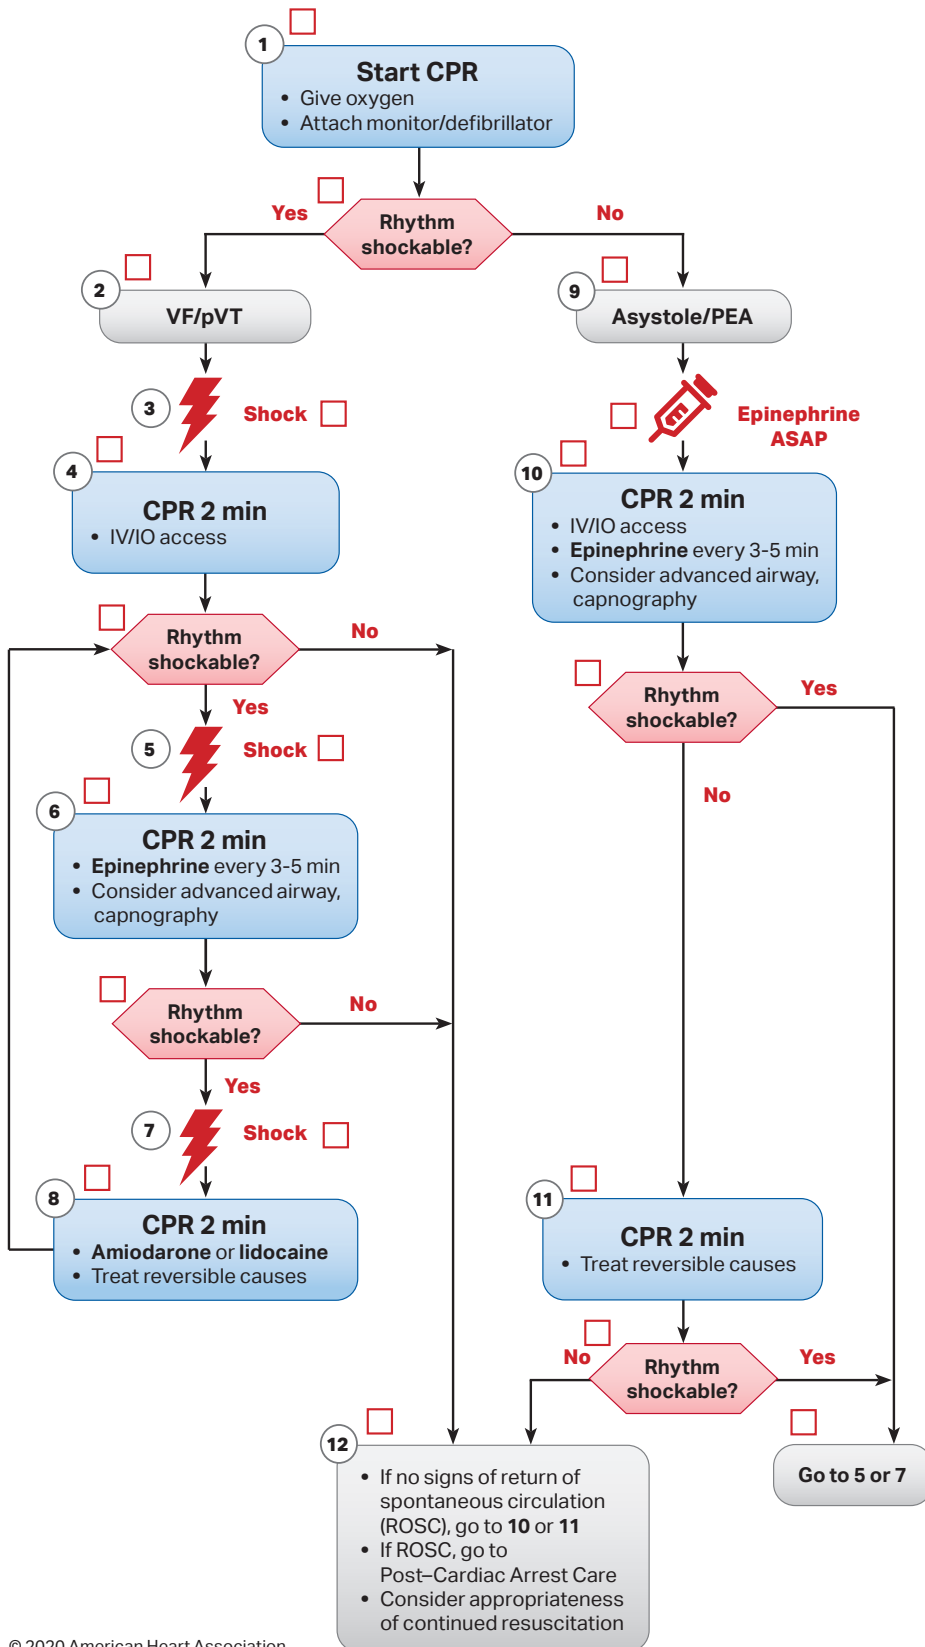 1
Start CPR
• Give oxygen
• Attach monitor/defibrillator
Rhythm
shockable?
Yes
No
2
VF/pVT
3
Shock
4
CPR 2 min
• IV/IO access
Rhythm
shockable?
No
Yes
5
Shock
6
CPR 2 min
• Epinephrine every 3-5 min
• Consider advanced airway,
capnography
Rhythm
shockable?
No
Yes
7
Shock
8
CPR 2 min
• Amiodarone or lidocaine
• Treat reversible causes
9
Asystole/PEA
Epinephrine
ASAP
10
CPR 2 min
• IV/IO access
• Epinephrine every 3-5 min
• Consider advanced airway,
capnography
Rhythm
shockable?
Yes
No
11
CPR 2 min
• Treat reversible causes
Rhythm
shockable?
No
Yes
12
• If no signs of return of
spontaneous circulation
(ROSC), go to 10 or 11
• If ROSC, go to
Post–Cardiac Arrest Care
• Consider appropriateness
of continued resuscitation
Go to 5 or 7
© 2020 American Heart Association